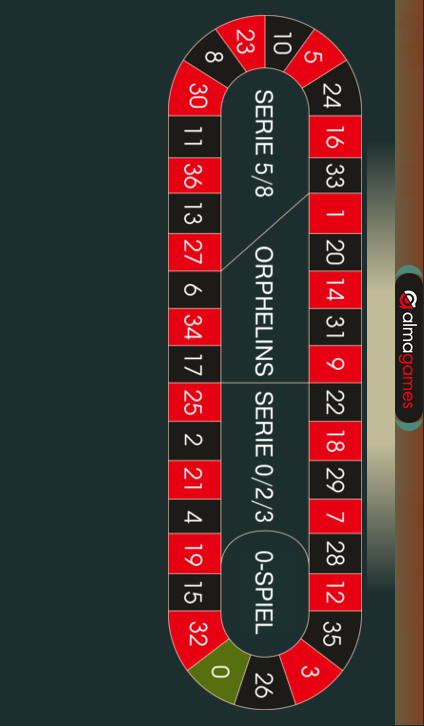 almagames
5 24 16 33 1 20 14 31 9 22 18 29 7 28 12 35 3
10 SERIE 5/8 ORPHELINS SERIE 0/2/3 0-SPIEL 26
23
8 30 11 36 13 27 6 34 17 25 2 21 4 19 15 32 0